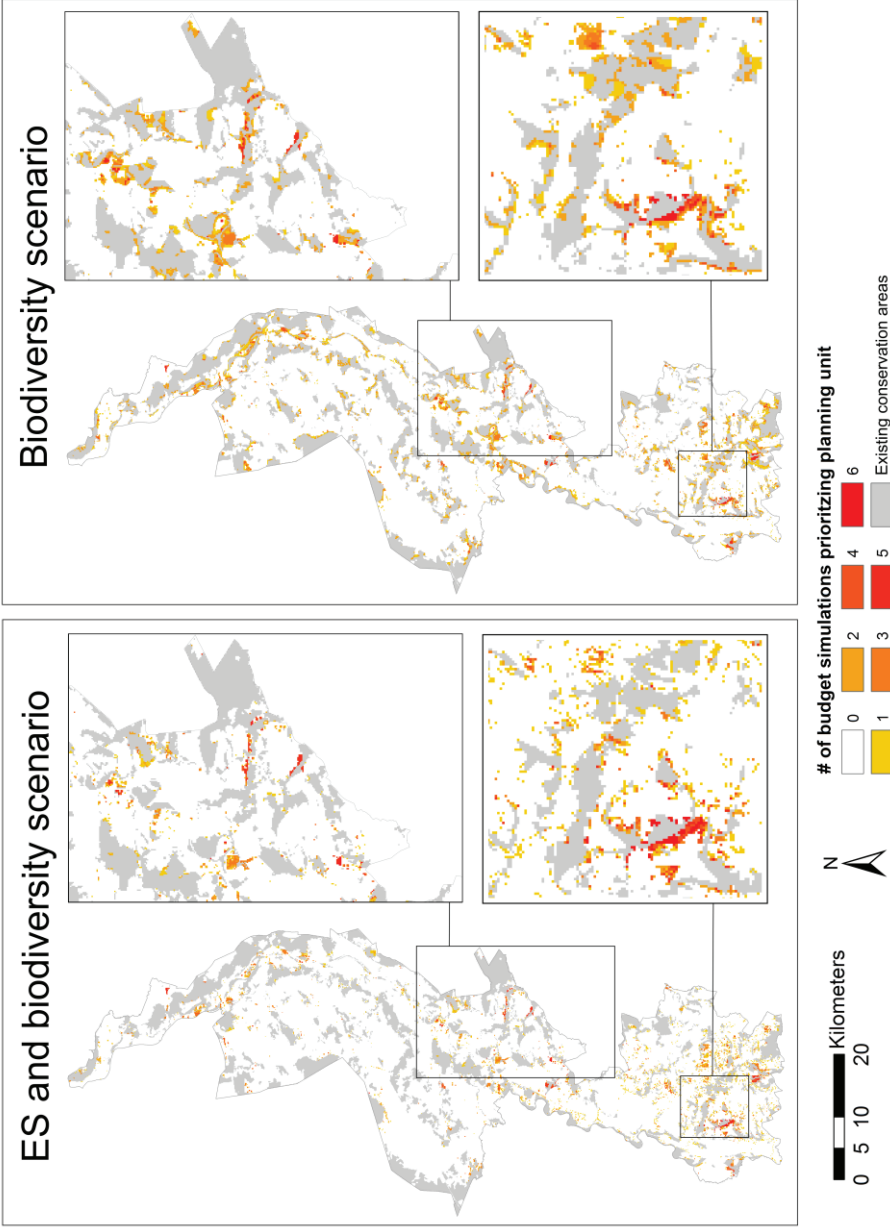 ES and biodiversity scenario
Biodiversity scenario
0 5 10 20
Kilometers
N
# of budget simulations prioritzing planning unit
0 2 4 6
1 3 5 Existing conservation areas